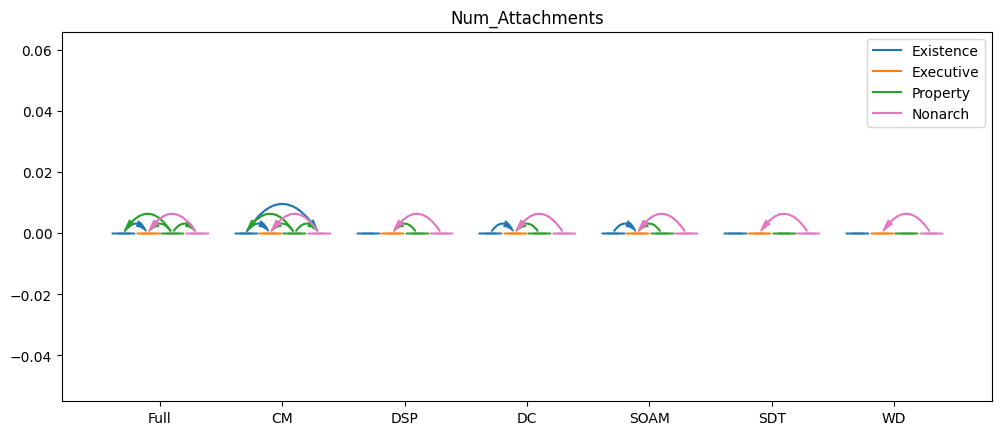 Num_Attachments
0.06
0.04
0.02
0.00
−0.02
−0.04
Existence
Executive
Property
Nonarch
Full CM DSP DC SOAM SDT WD